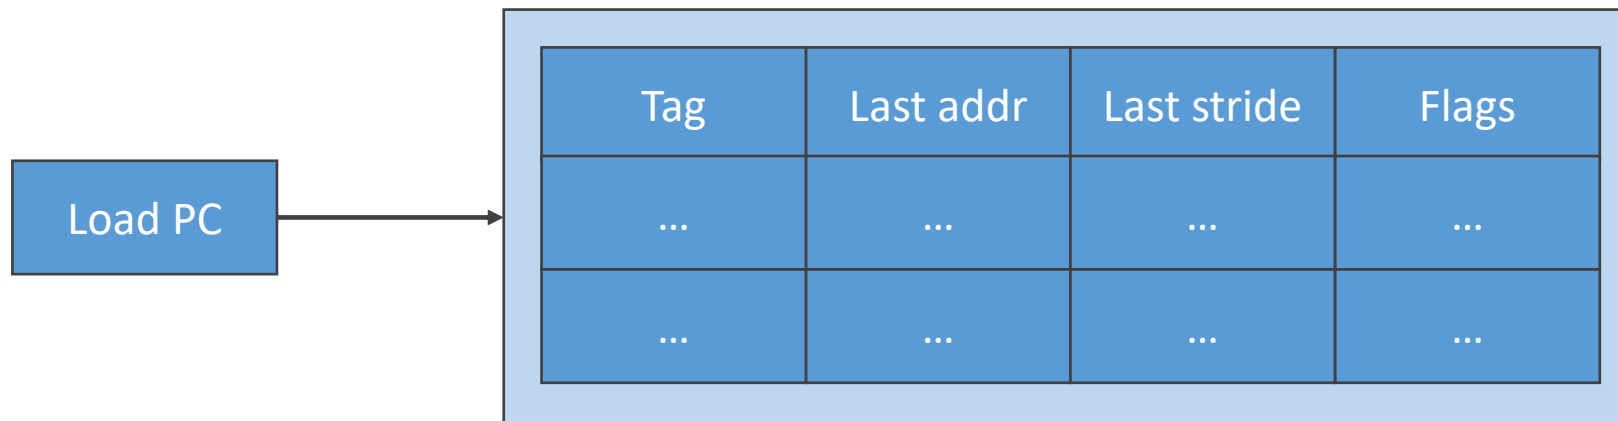 Tag Last addr Last stride Flags
Load PC
... ... ... ...
... ... ... ...